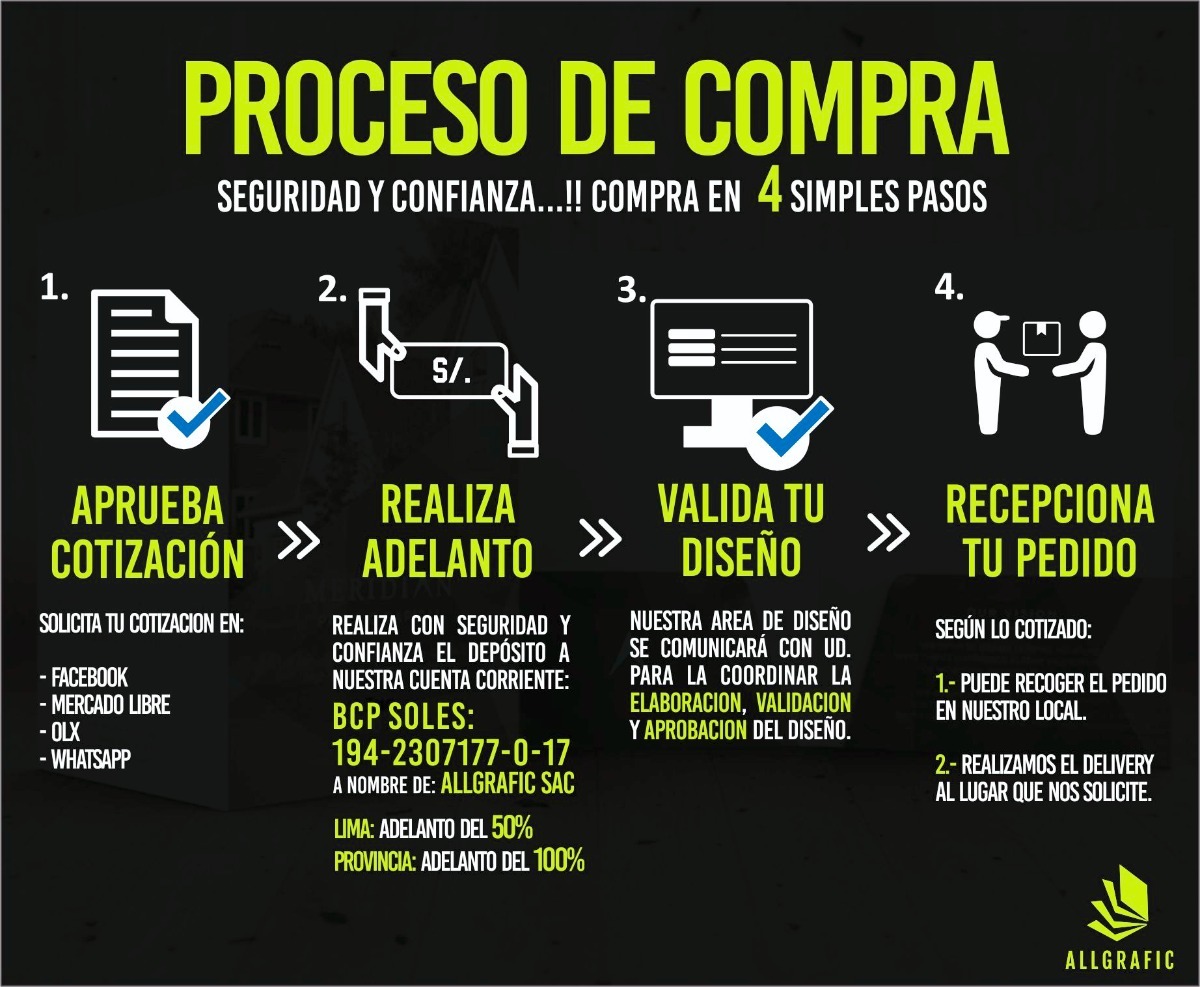 PROCESO DE COMPRA
SEGURIDAD Y CONFIANZA...!! COMPRA EN 4 SIMPLES PASOS
1.
APRUEBA
COTIZACIÓN
SOLICITA TU COTIZACION EN:
- FACEBOOK
- MERCADO LIBRE
- OLX
- WHATSAPP
2.
S/.
REALIZA
ADELANTO
REALIZA CON SEGURIDAD Y
CONFIANZA EL DEPÓSITO A
NUESTRA CUENTA CORRIENTE:
BCP SOLES:
194-2307177-0-17
A NOMBRE DE: ALLGRAFIC SAC
LIMA: ADELANTO DEL 50%
PROVINCIA: ADELANTO DEL 100%
3.
VALIDA TU
DISEÑO
NUESTRA AREA DE DISEÑO
SE COMUNICARÁ CON UD.
PARA LA COORDINAR LA
ELABORACION, VALIDACION
Y APROBACION DEL DISEÑO.
4.
RECEPCIONA
TU PEDIDO
SEGÚN LO COTIZADO:
1.- PUEDE RECOGER EL PEDIDO
EN NUESTRO LOCAL.
2.- REALIZAMOS EL DELIVERY
AL LUGAR QUE NOS SOLICITE.
ALLGRAFIC
MERIDIAN